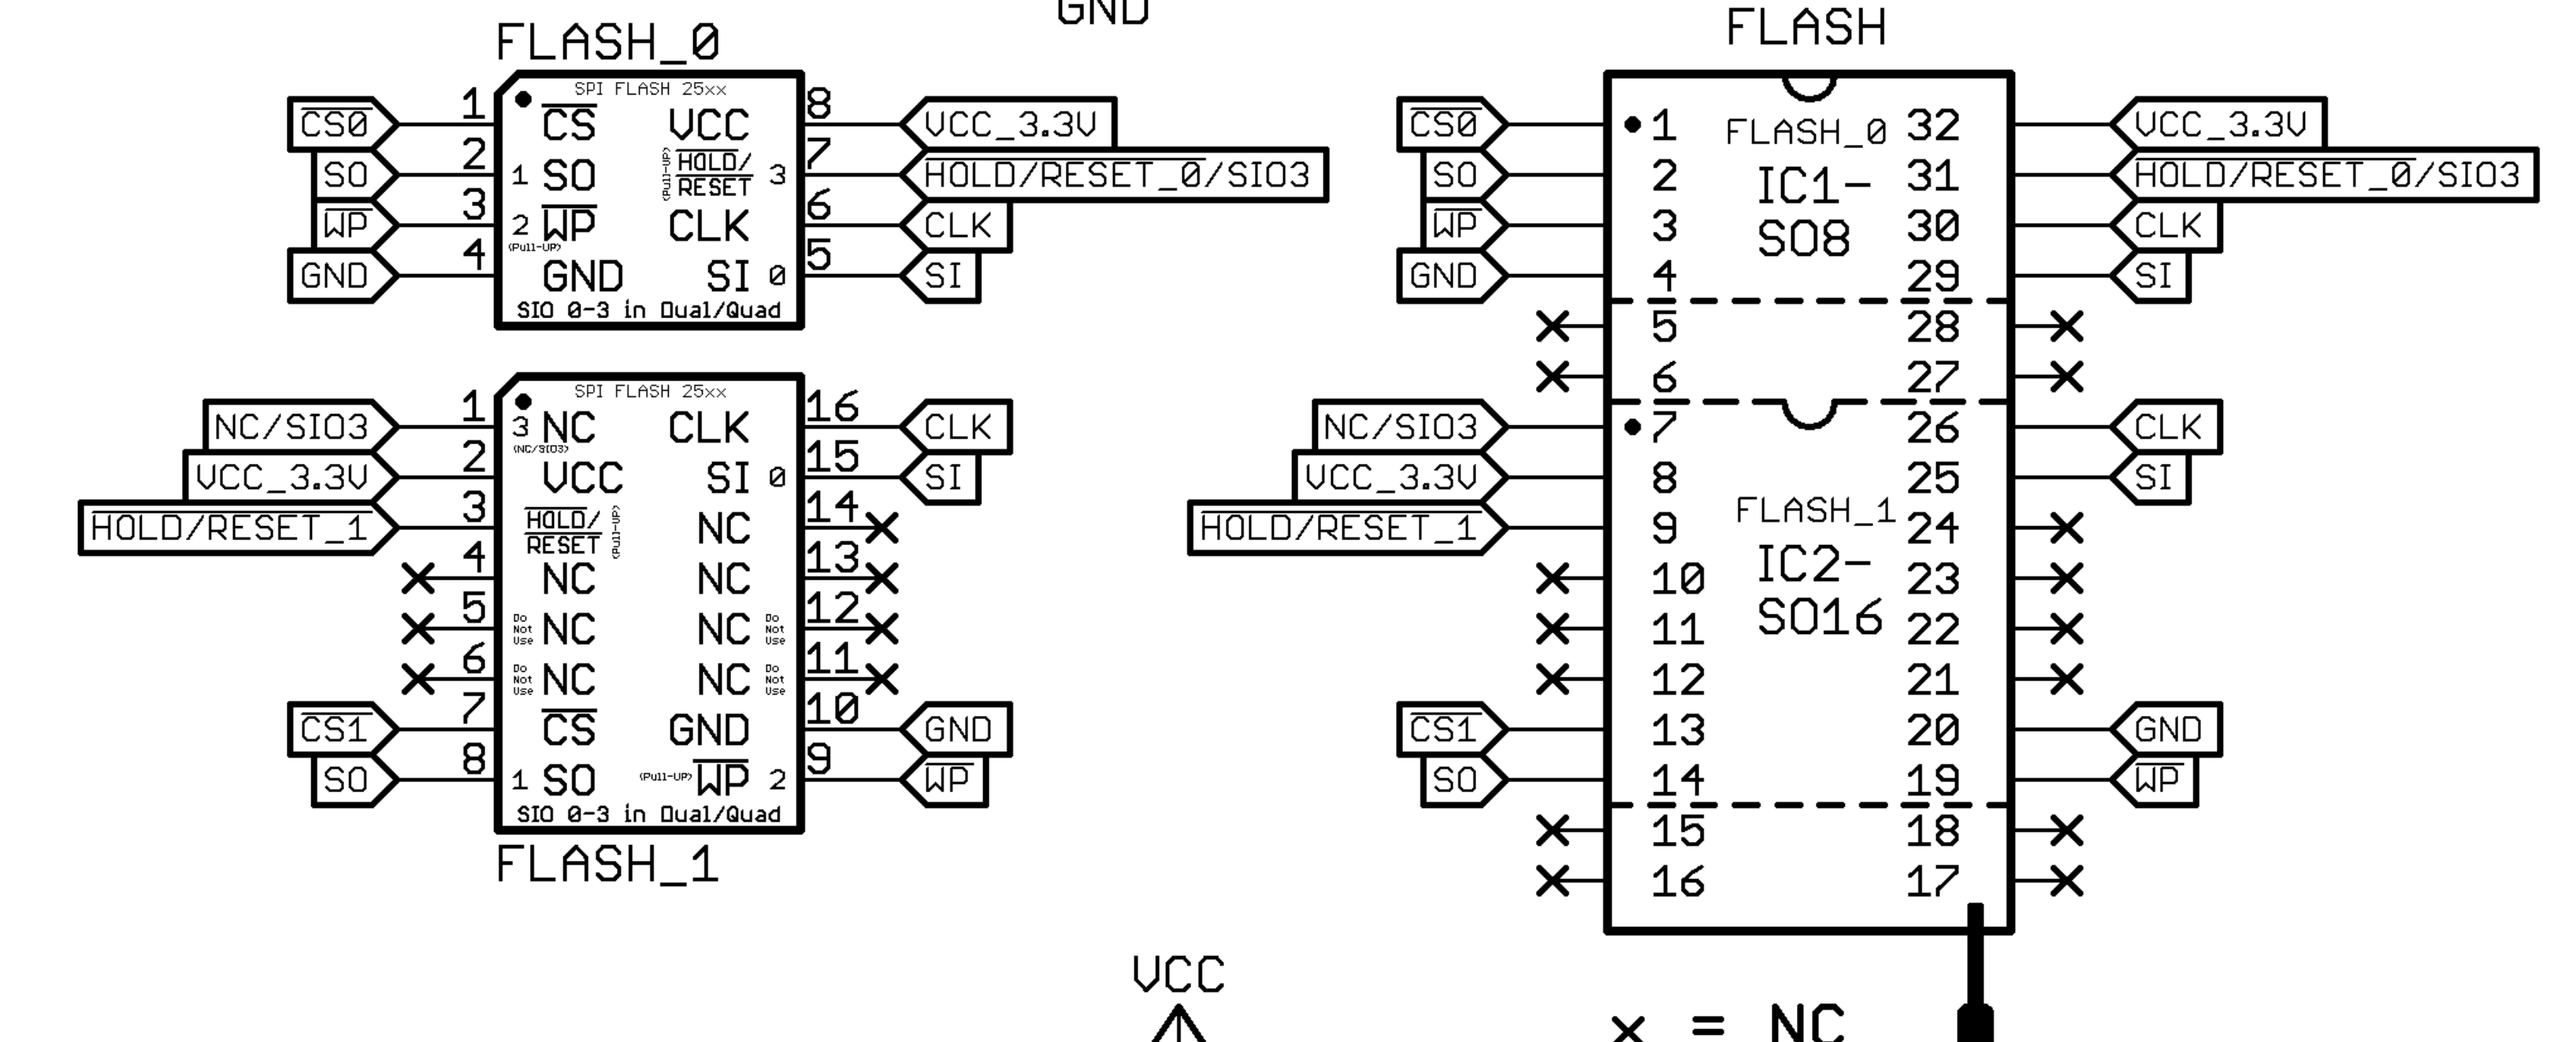 GND
FLASH_0
SPI FLASH 25xx
CS0 1 CS VCC 8 VCC_3.3V
SO 2 1 SO (Pull-UP) HOLD/ RESET 3 7 HOLD/RESET_0/SIO3
WP 3 2 WP CLK 6 CLK
(Pull-UP)
GND 4 GND SI 0 5 SI
SIO 0-3 in Dual/Quad
SPI FLASH 25xx
NC/SIO3 1 3 NC CLK 16 CLK
(NC/SIO3)
VCC_3.3V 2 VCC SI 0 15 SI
HOLD/RESET_1 3 HOLD/ RESET (Pull-UP) NC 14
4 NC NC 13
5 Do Not Use NC NC Do Not Use 12
6 Do Not Use NC NC Do Not Use 11
CS1 7 CS GND 10 GND
SO 8 1 SO (Pull-UP) WP 2 9 WP
SIO 0-3 in Dual/Quad
FLASH_1
VCC
FLASH
CS0 1 FLASH_0 32 VCC_3.3V
SO 2 IC1- 31 HOLD/RESET_0/SIO3
WP 3 SO8 30 CLK
GND 4 29 SI
5 28
6 27
NC/SIO3 7 26 CLK
VCC_3.3V 8 25 SI
HOLD/RESET_1 9 FLASH_1 24
10 IC2- 23
11 SO16 22
12 21
CS1 13 20 GND
SO 14 19 WP
15 18
16 17
x = NC